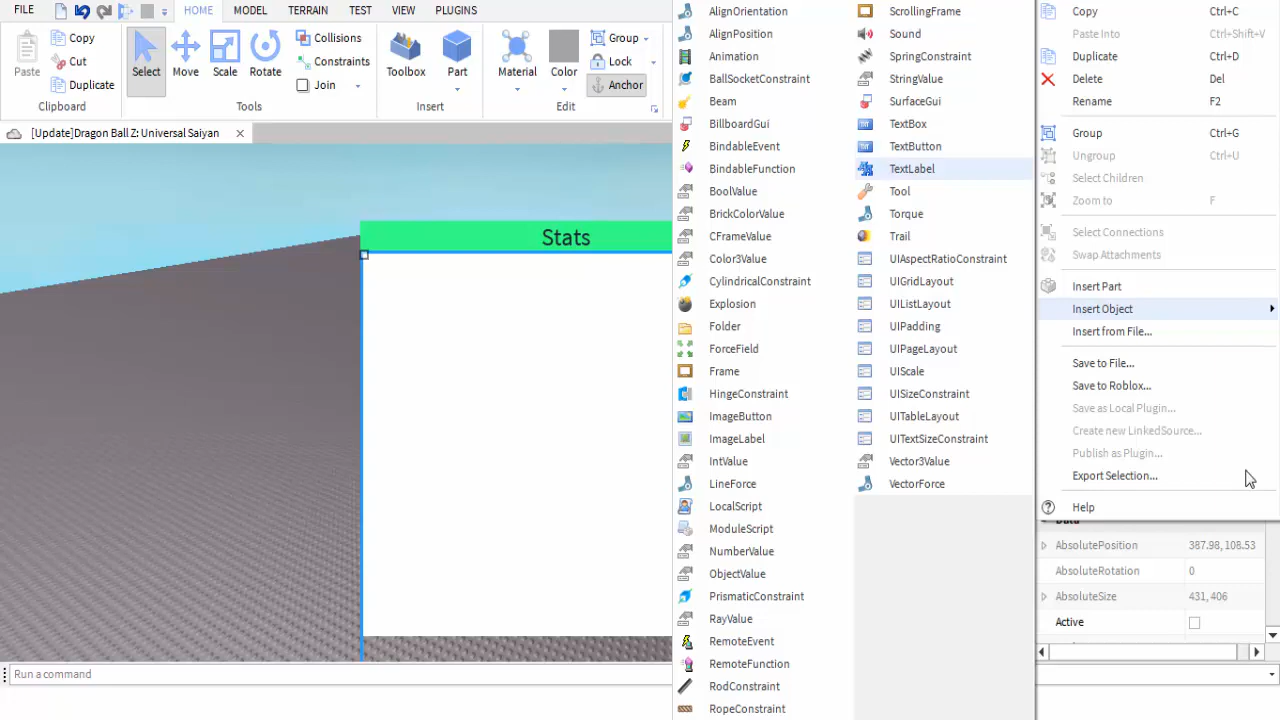 FILE
HOME
MODEL
TERRAIN
TEST
VIEW
PLUGINS
Paste
Copy
Cut
Duplicate
Clipboard
Select
Move
Scale
Rotate
Collisions
Constraints
Join
Tools
Toolbox
Part
Insert
Material
Color
Group
Lock
Anchor
Edit
[Update]Dragon Ball Z: Universal Saiyan
Stats
AlignOrientation
AlignPosition
Animation
BallSocketConstraint
Beam
BillboardGui
BindableEvent
BindableFunction
BoolValue
BrickColorValue
CFrameValue
Color3Value
CylindricalConstraint
Explosion
Folder
ForceField
Frame
HingeConstraint
ImageButton
ImageLabel
IntValue
LineForce
LocalScript
ModuleScript
NumberValue
ObjectValue
PrismaticConstraint
RayValue
RemoteEvent
RemoteFunction
RodConstraint
RopeConstraint
ScrollingFrame
Sound
SpringConstraint
StringValue
SurfaceGui
TextBox
TextButton
TextLabel
Tool
Torque
Trail
UIAspectRatioConstraint
UIGridLayout
UIListLayout
UIPadding
UIPageLayout
UIScale
UISizeConstraint
UITableLayout
UITextSizeConstraint
Vector3Value
VectorForce
Copy Ctrl+C
Paste Into Ctrl+Shift+V
Duplicate Ctrl+D
Delete Del
Rename F2
Group Ctrl+G
Ungroup Ctrl+U
Select Children
Zoom to F
Select Connections
Swap Attachments
Insert Part
Insert Object
Insert from File...
Save to File...
Save to Roblox...
Save as Local Plugin...
Create new LinkedSource...
Publish as Plugin...
Export Selection...
Help
Data
AbsolutePosition 387.98, 108.53
AbsoluteRotation 0
AbsoluteSize 431, 406
Active
Run a command